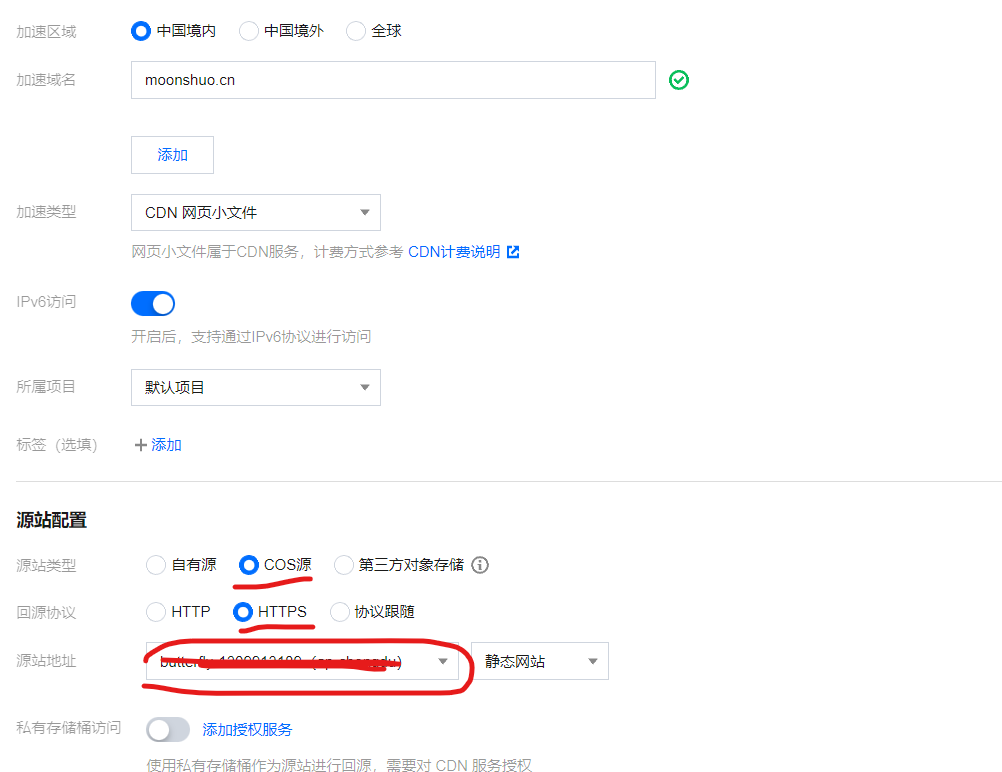 加速区域 中国境内 中国境外 全球
加速域名 moonshuo.cn
添加
加速类型 CDN 网页小文件
网页小文件属于CDN服务，计费方式参考 CDN计费说明
IPv6访问
开启后，支持通过IPv6协议进行访问
所属项目 默认项目
标签（选填） 添加
源站配置
源站类型 自有源 COS源 第三方对象存储
回源协议 HTTP HTTPS 协议跟随
源站地址 静态网站
私有存储桶访问 添加授权服务
使用私有存储桶作为源站进行回源，需要对 CDN 服务授权